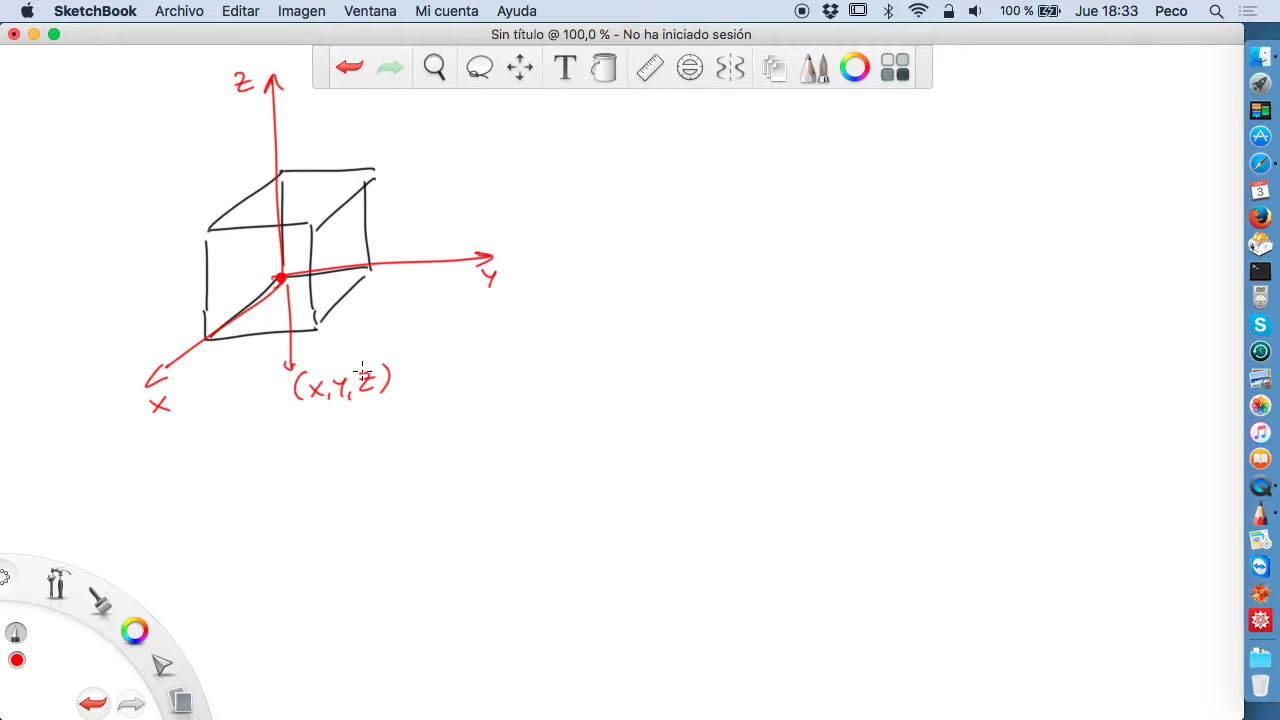 SketchBook Archivo Editar Imagen Ventana Mi cuenta Ayuda 100 % Jue 18:33 Peco
Sin título @ 100,0 % - No ha iniciado sesión
T
Z
Y
(X,Y,Z)
X
3
S